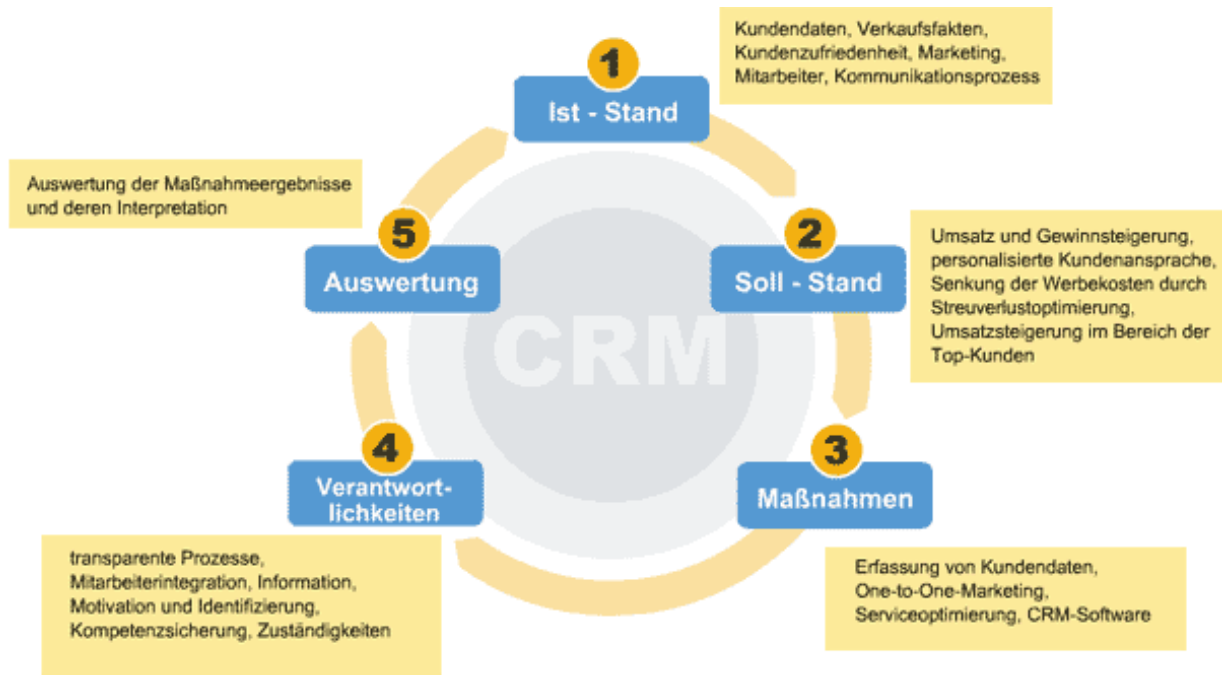 1
Ist - Stand
Kundendaten, Verkaufsfakten,
Kundenzufriedenheit, Marketing,
Mitarbeiter, Kommunikationsprozess
2
Soll - Stand
Umsatz und Gewinnsteigerung,
personalisierte Kundenansprache,
Senkung der Werbekosten durch
Streuverlustoptimierung,
Umsatzsteigerung im Bereich der
Top-Kunden
3
Maßnahmen
Erfassung von Kundendaten,
One-to-One-Marketing,
Serviceoptimierung, CRM-Software
4
Verantwort-
lichkeiten
transparente Prozesse,
Mitarbeiterintegration, Information,
Motivation und Identifizierung,
Kompetenzsicherung, Zuständigkeiten
5
Auswertung
Auswertung der Maßnahmeergebnisse
und deren Interpretation
CRM